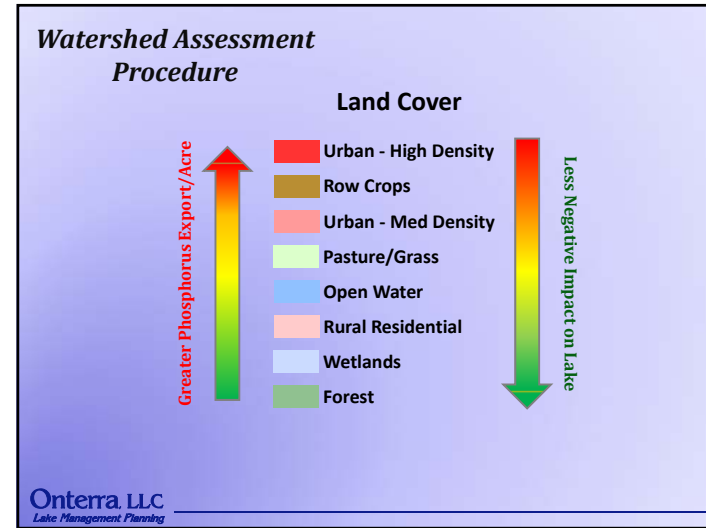 Watershed Assessment
Procedure
Land Cover
Greater Phosphorus Export/Acre
Urban - High Density
Row Crops
Urban - Med Density
Pasture/Grass
Open Water
Rural Residential
Wetlands
Forest
Less Negative Impact on Lake
Onterra, LLC
Lake Management Planning